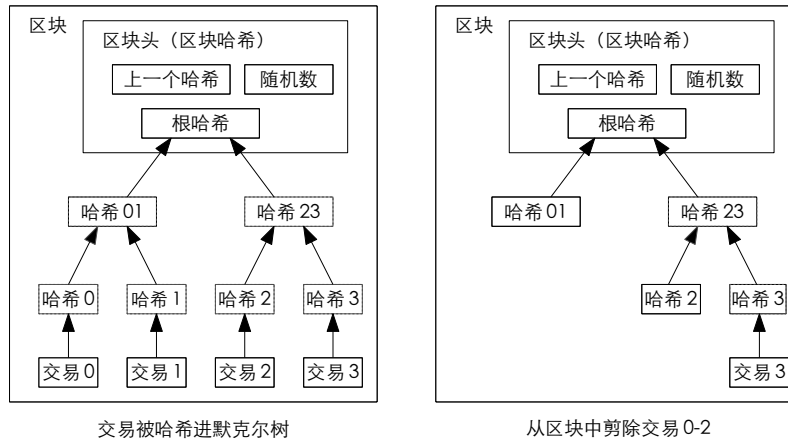 区块
区块头（区块哈希）
上一个哈希
随机数
根哈希
哈希01
哈希23
哈希0
哈希1
哈希2
哈希3
交易0
交易1
交易2
交易3
交易被哈希进默克尔树
区块
区块头（区块哈希）
上一个哈希
随机数
根哈希
哈希01
哈希23
哈希2
哈希3
交易3
从区块中剪除交易0-2